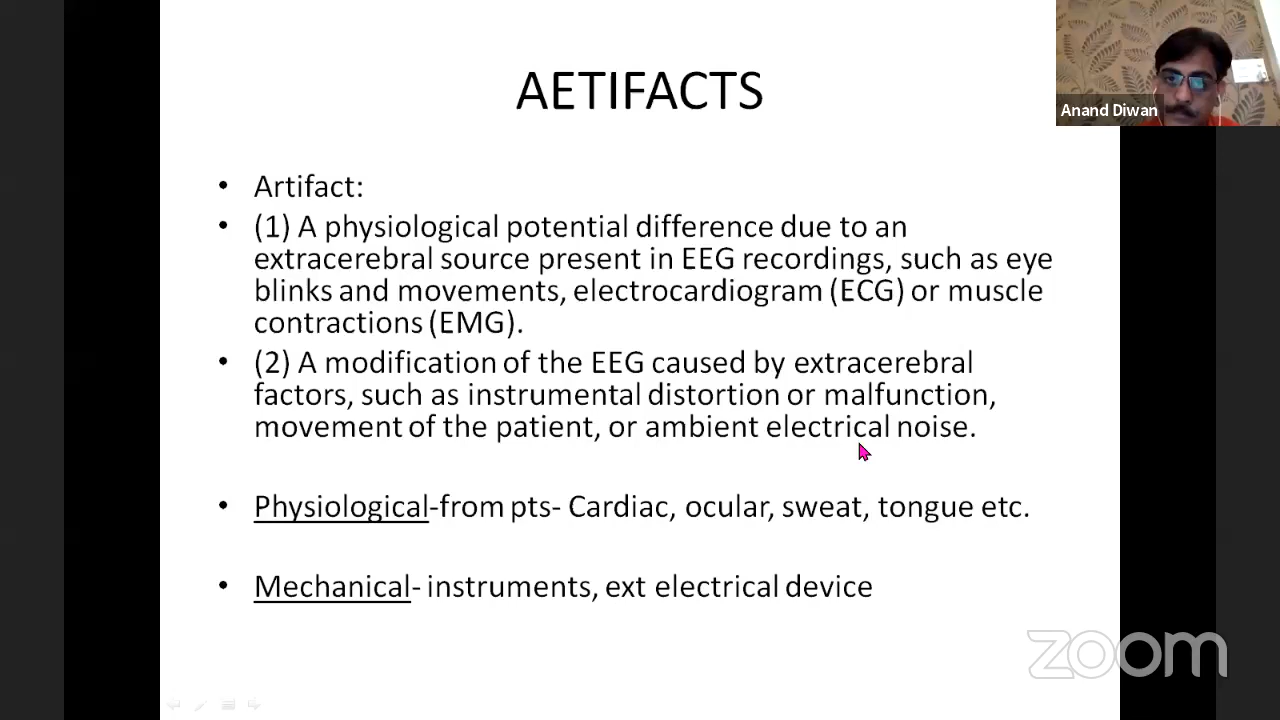 AETIFACTS
Anand Diwan
• Artifact:
• (1) A physiological potential difference due to an
extracerebral source present in EEG recordings, such as eye
blinks and movements, electrocardiogram (ECG) or muscle
contractions (EMG).
• (2) A modification of the EEG caused by extracerebral
factors, such as instrumental distortion or malfunction,
movement of the patient, or ambient electrical noise.
• Physiological-from pts- Cardiac, ocular, sweat, tongue etc.
• Mechanical- instruments, ext electrical device
zoom